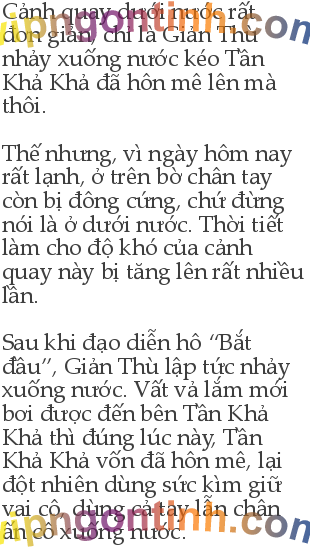 Cảnh quay dưới nước rất
đơn giản, chỉ là Giản Thù
nhảy xuống nước kéo Tần
Khả Khả đã hôn mê lên mà
thôi.
Thế nhưng, vì ngày hôm nay
rất lạnh, ở trên bờ chân tay
còn bị đông cứng, chứ đừng
nói là ở dưới nước. Thời tiết
làm cho độ khó của cảnh
quay này bị tăng lên rất nhiều
lần.
Sau khi đạo diễn hô “Bắt
đầu”, Giản Thù lập tức nhảy
xuống nước. Vất vả lắm mới
bơi được đến bên Tần Khả
Khả thì đúng lúc này, Tần
Khả Khả vốn đã hôn mê, lại
đột nhiên dùng sức kìm giữ
vai cô, dùng cả tay lẫn chân
ấn cô xuống nước.
vipngontinh.com
vipngontinh.com